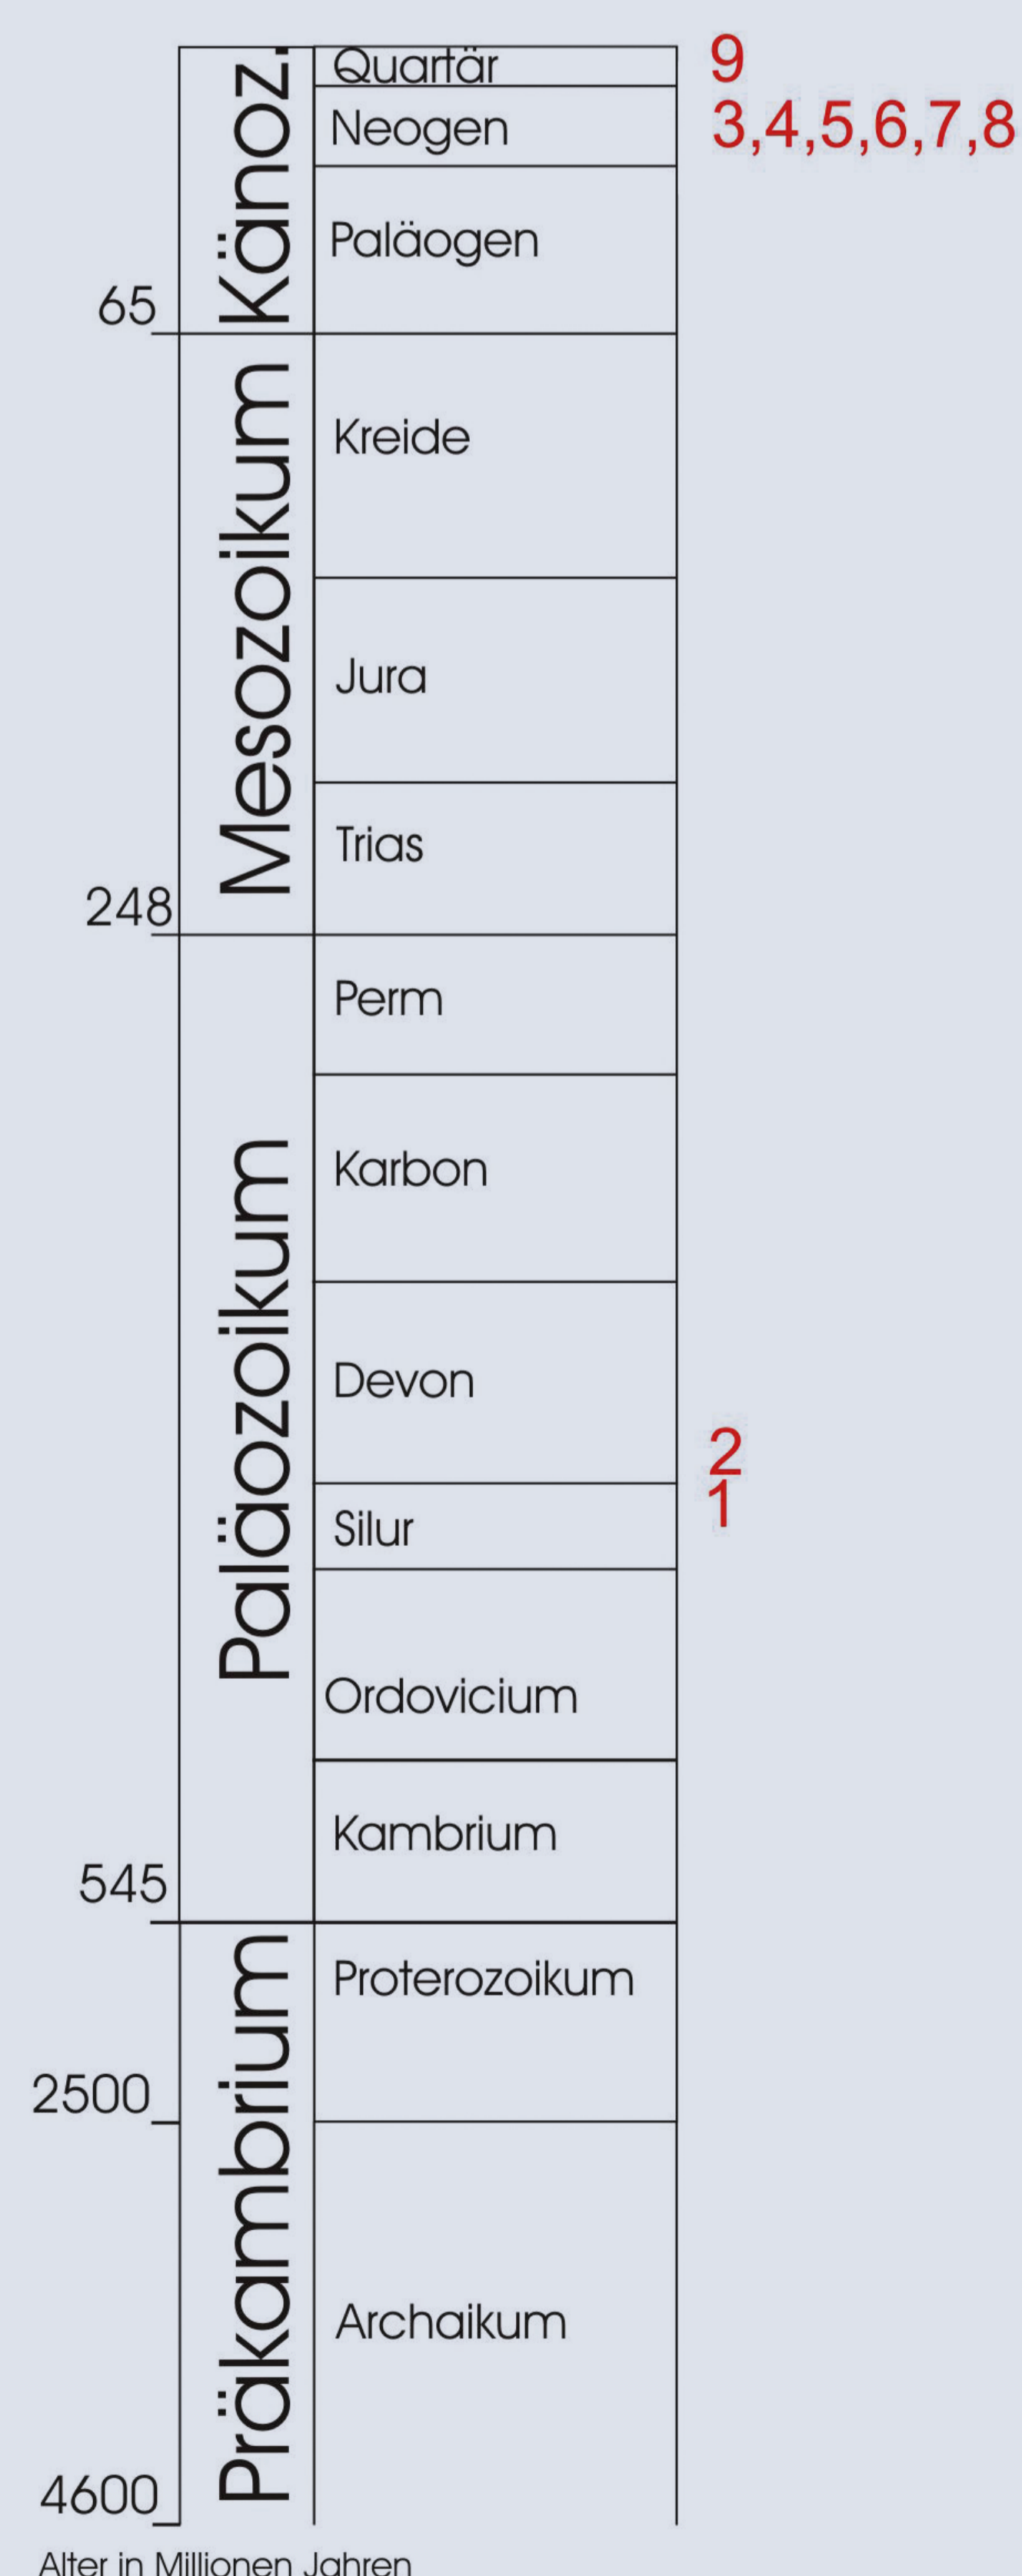 Känoz.
Quartär 9
Neogen 3,4,5,6,7,8
Paläogen
65
Mesozoikum
Kreide
Jura
Trias
248
Paläozoikum
Perm
Karbon
Devon
2
1
Silur
Ordovicium
Kambrium
545
Präkambrium
Proterozoikum
2500
Archaikum
4600
Alter in Millionen Jahren